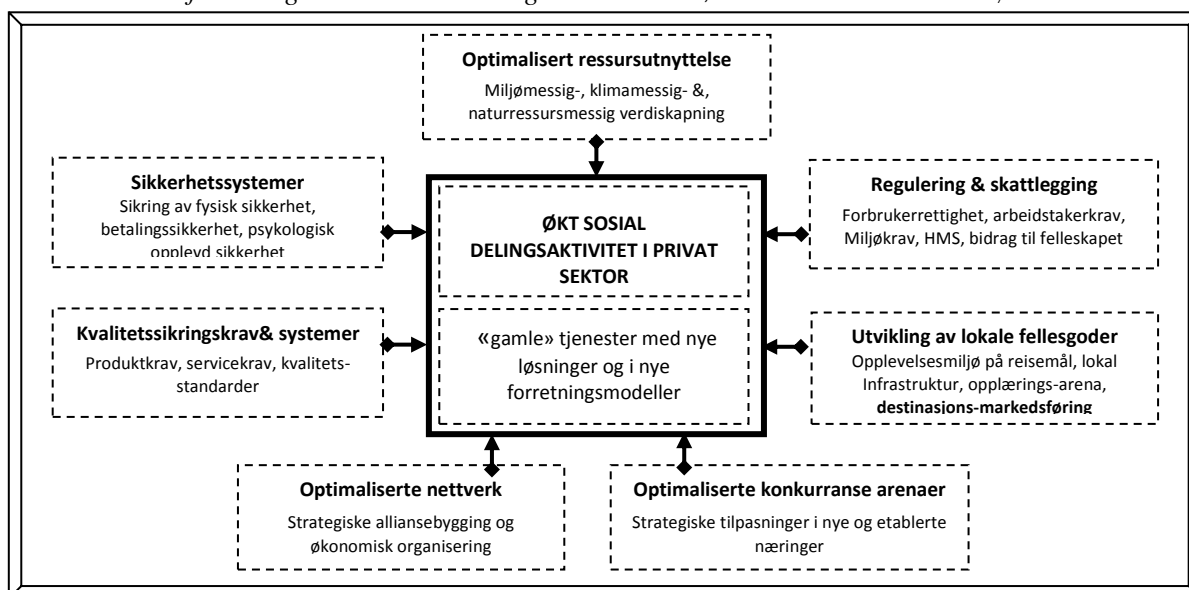 Optimalisert ressursutnyttelse
Miljømessig-, klimamessig- &,
naturressursmessig verdiskapning
Sikkerhetssystemer
Sikring av fysisk sikkerhet,
betalingssikkerhet, psykologisk
opplevd sikkerhet
Regulering & skattlegging
Forbrukerrettighet, arbeidstakerkrav,
Miljøkrav, HMS, bidrag til felleskapet
ØKT SOSIAL
DELINGSAKTIVITET I PRIVAT
SEKTOR
«gamle» tjenester med nye
løsninger og i nye
forretningsmodeller
Kvalitetssikringskrav& systemer
Produktkrav, servicekrav, kvalitets-
standarder
Utvikling av lokale fellesgoder
Opplevelsesmiljø på reisemål, lokal
Infrastruktur, opplærings-arena,
destinasjons-markedsføring
Optimaliserte nettverk
Strategiske alliansebygging og
økonomisk organisering
Optimaliserte konkurranse arenaer
Strategiske tilpasninger i nye og etablerte
næringer